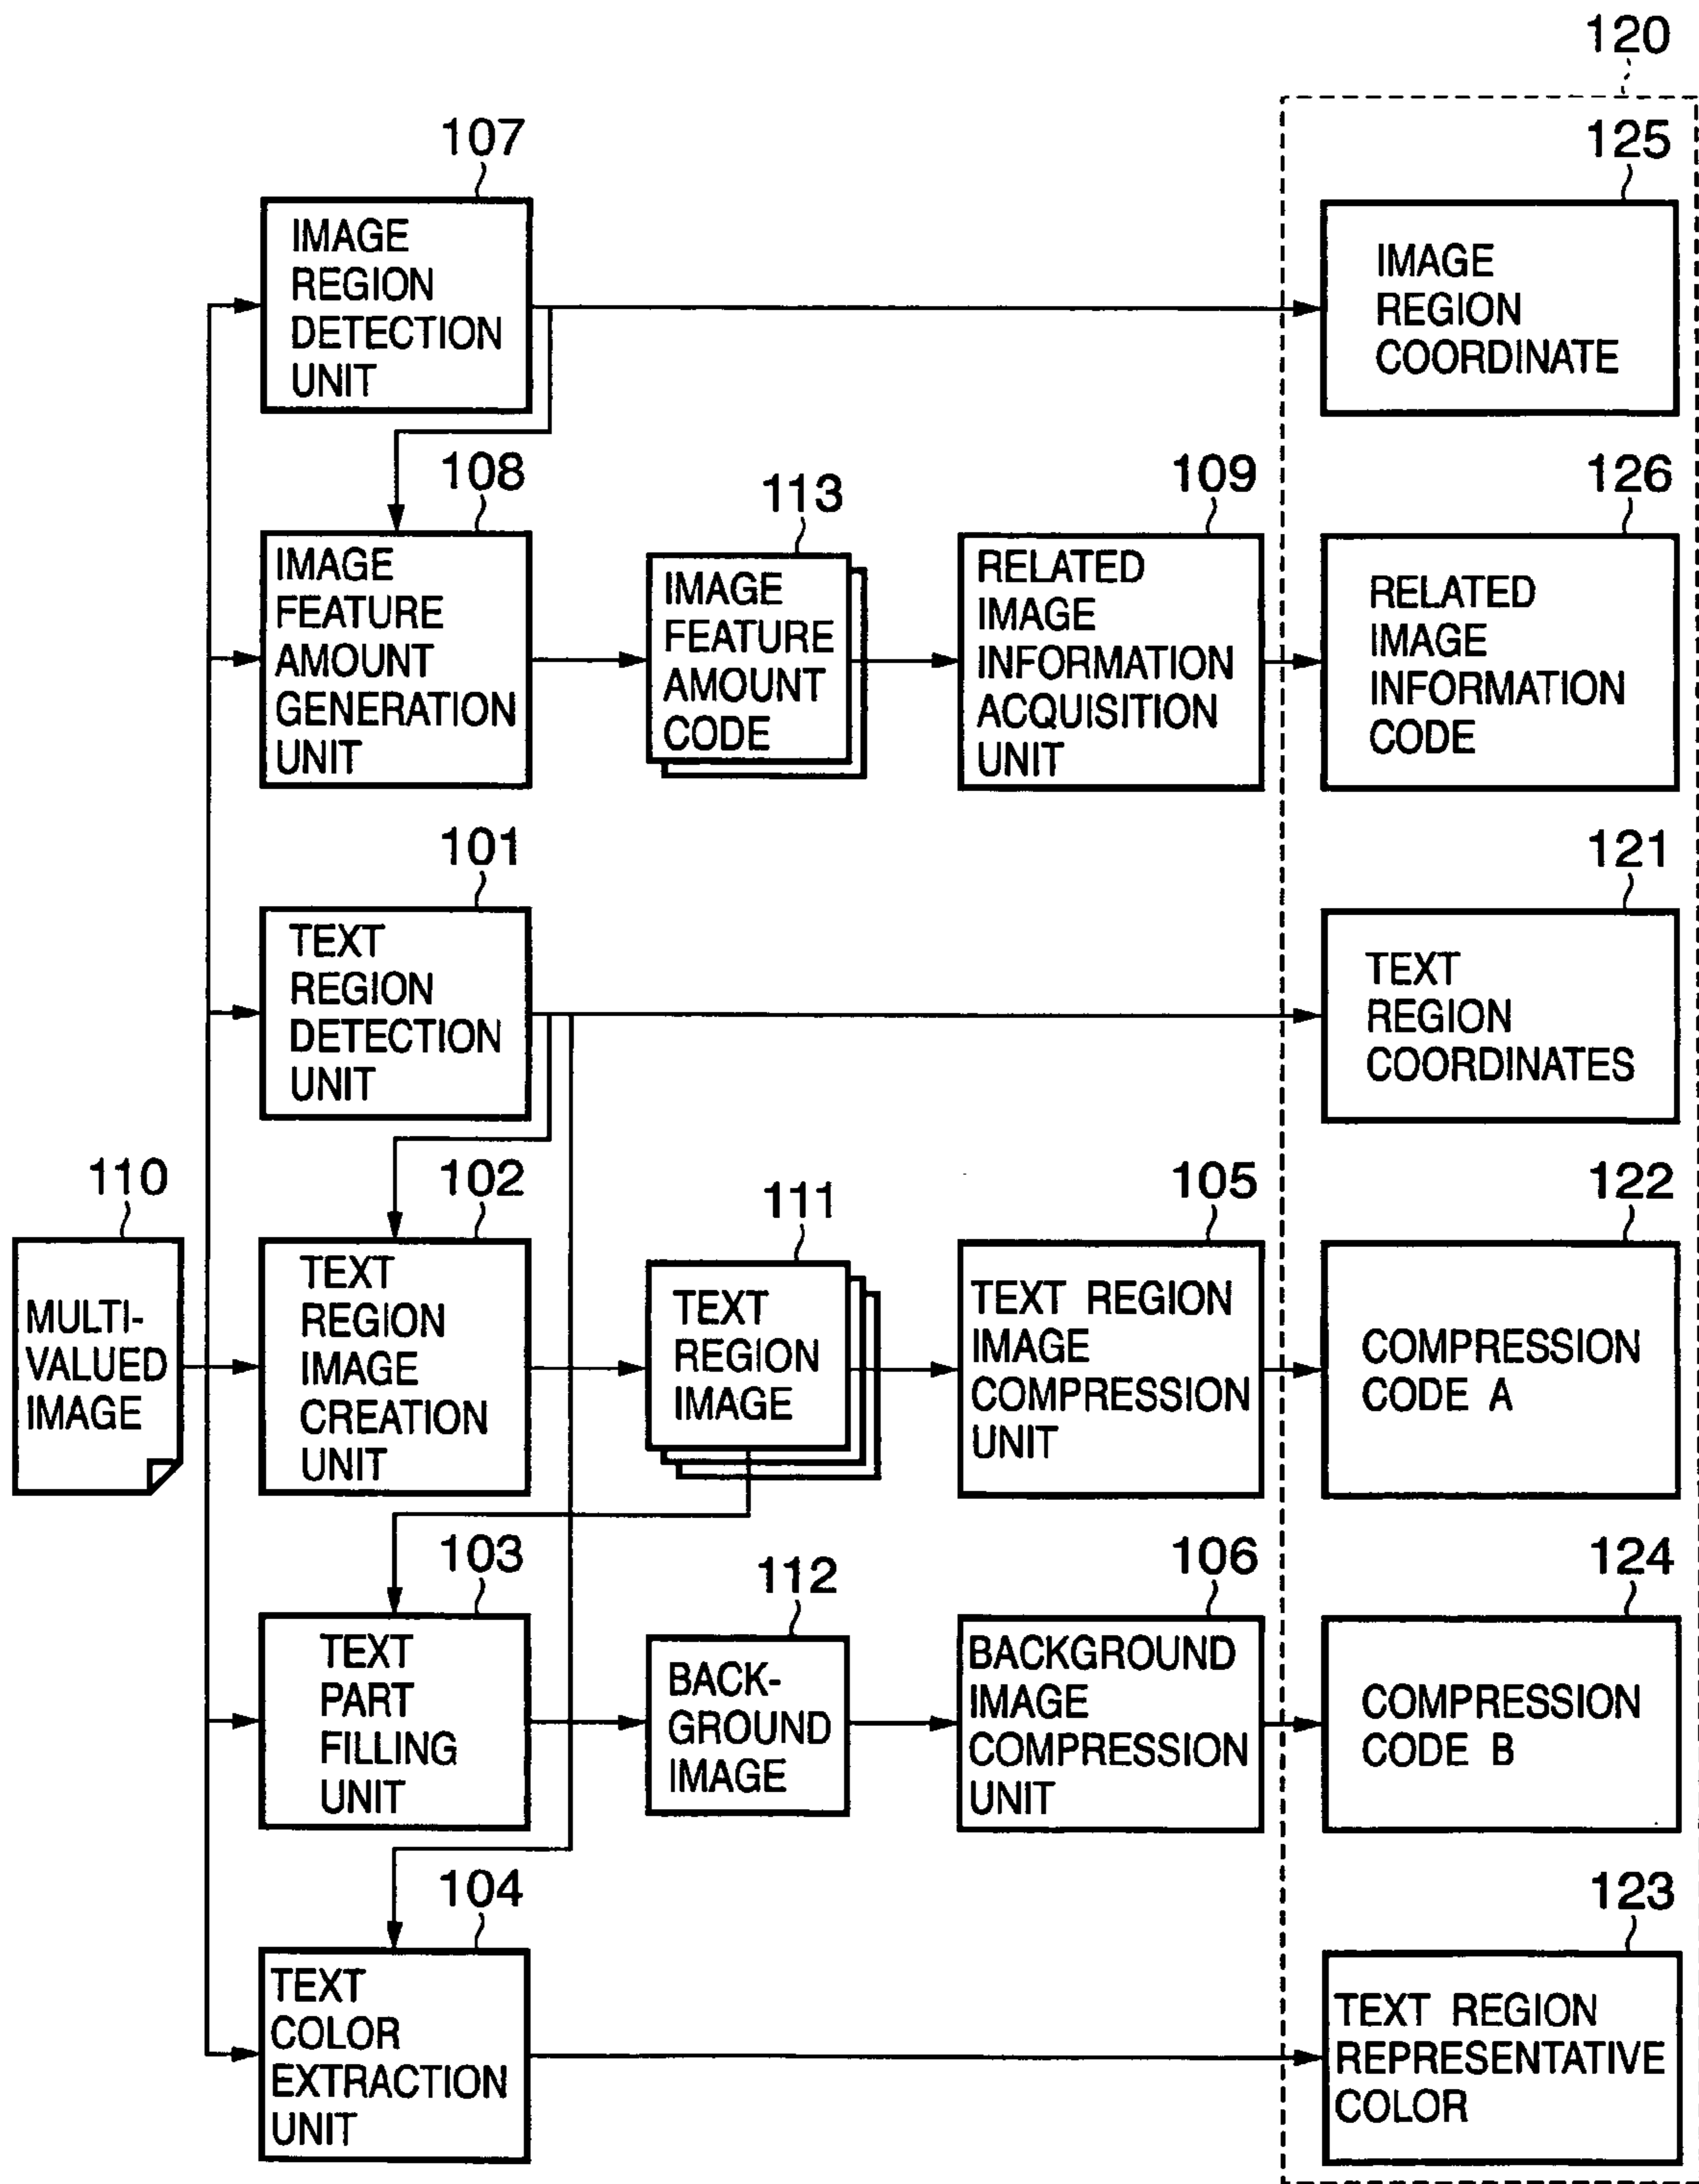 120
107
125
IMAGE
REGION
DETECTION
UNIT
IMAGE
REGION
COORDINATE
108
113
109
126
IMAGE
FEATURE
AMOUNT
GENERATION
UNIT
IMAGE
FEATURE
AMOUNT
CODE
RELATED
IMAGE
INFORMATION
ACQUISITION
UNIT
RELATED
IMAGE
INFORMATION
CODE
101
121
TEXT
REGION
DETECTION
UNIT
TEXT
REGION
COORDINATES
110
102
111
105
122
MULTI-
VALUED
IMAGE
TEXT
REGION
IMAGE
CREATION
UNIT
TEXT
REGION
IMAGE
TEXT REGION
IMAGE
COMPRESSION
UNIT
COMPRESSION
CODE A
103
112
106
124
TEXT
PART
FILLING
UNIT
BACK-
GROUND
IMAGE
BACKGROUND
IMAGE
COMPRESSION
UNIT
COMPRESSION
CODE B
104
123
TEXT
COLOR
EXTRACTION
UNIT
TEXT REGION
REPRESENTATIVE
COLOR